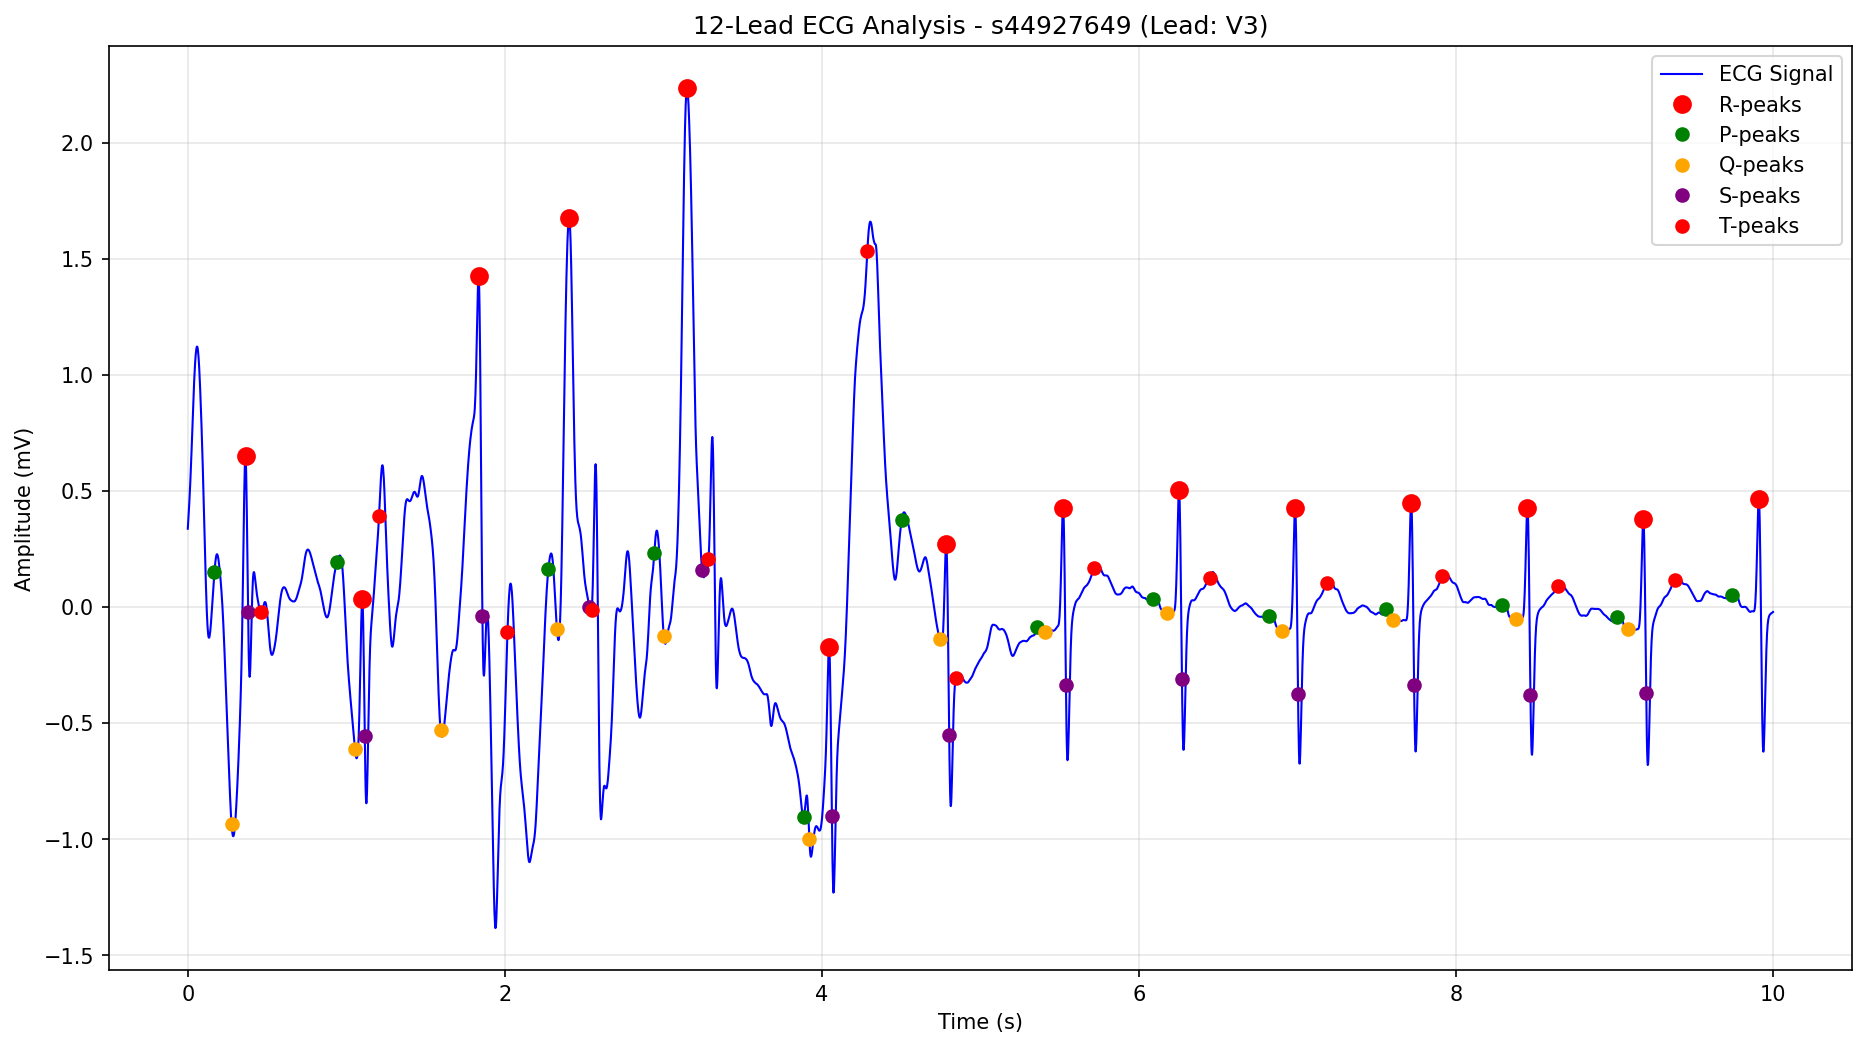 12-Lead ECG Analysis - s44927649 (Lead: V3)
ECG Signal
R-peaks
P-peaks
Q-peaks
S-peaks
T-peaks
Amplitude (mV)
2.0
1.5
1.0
0.5
0.0
−0.5
−1.0
−1.5
0 2 4 6 8 10
Time (s)